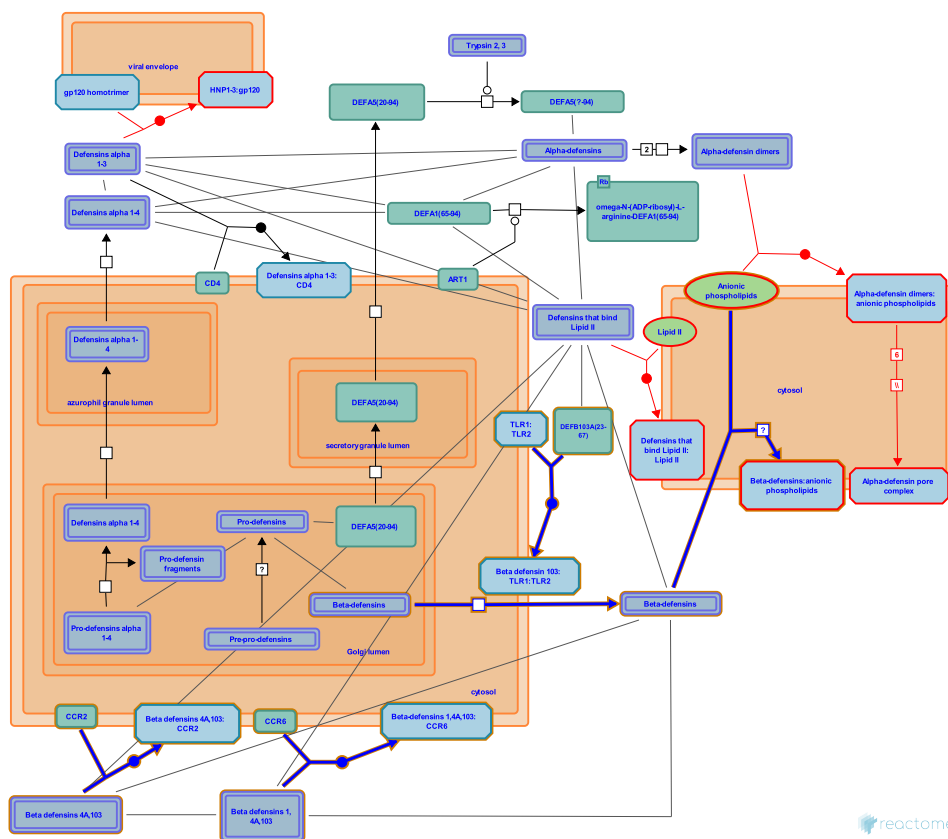 Trypsin 2, 3
viral envelope
gp120 homotrimer
HNP1-3:gp120
DEFA5(20-94)
DEFA5(?-94)
Defensins alpha
1-3
Alpha-defensins
2
Alpha-defensin dimers
Rb
omega-N-(ADP-ribosyl)-L-
arginine-DEFA1(65-94)
Defensins alpha 1-4
DEFA1(65-94)
CD4
Defensins alpha 1-3:
CD4
ART1
Anionic
phospholipids
Alpha-defensin dimers:
anionic phospholipids
Defensins that bind
Lipid II
Lipid II
Defensins alpha 1-
4
6
\\
cytosol
azurophil granule lumen
DEFA5(20-94)
secretory granule lumen
TLR1:
TLR2
DEFB103A(23-
67)
?
Defensins that
bind Lipid II:
Lipid II
Beta-defensins:anionic
phospholipids
Alpha-defensin pore
complex
Defensins alpha 1-4
Pro-defensins
DEFA5(20-94)
Pro-defensin
fragments
?
Beta defensin 103:
TLR1:TLR2
Beta-defensins
Beta-defensins
Pro-defensins alpha
1-4
Pre-pro-defensins
Golgi lumen
cytosol
CCR2
Beta defensins 4A,103:
CCR2
CCR6
Beta-defensins 1,4A,103:
CCR6
Beta defensins 4A,103
Beta defensins 1,
4A,103
reactome